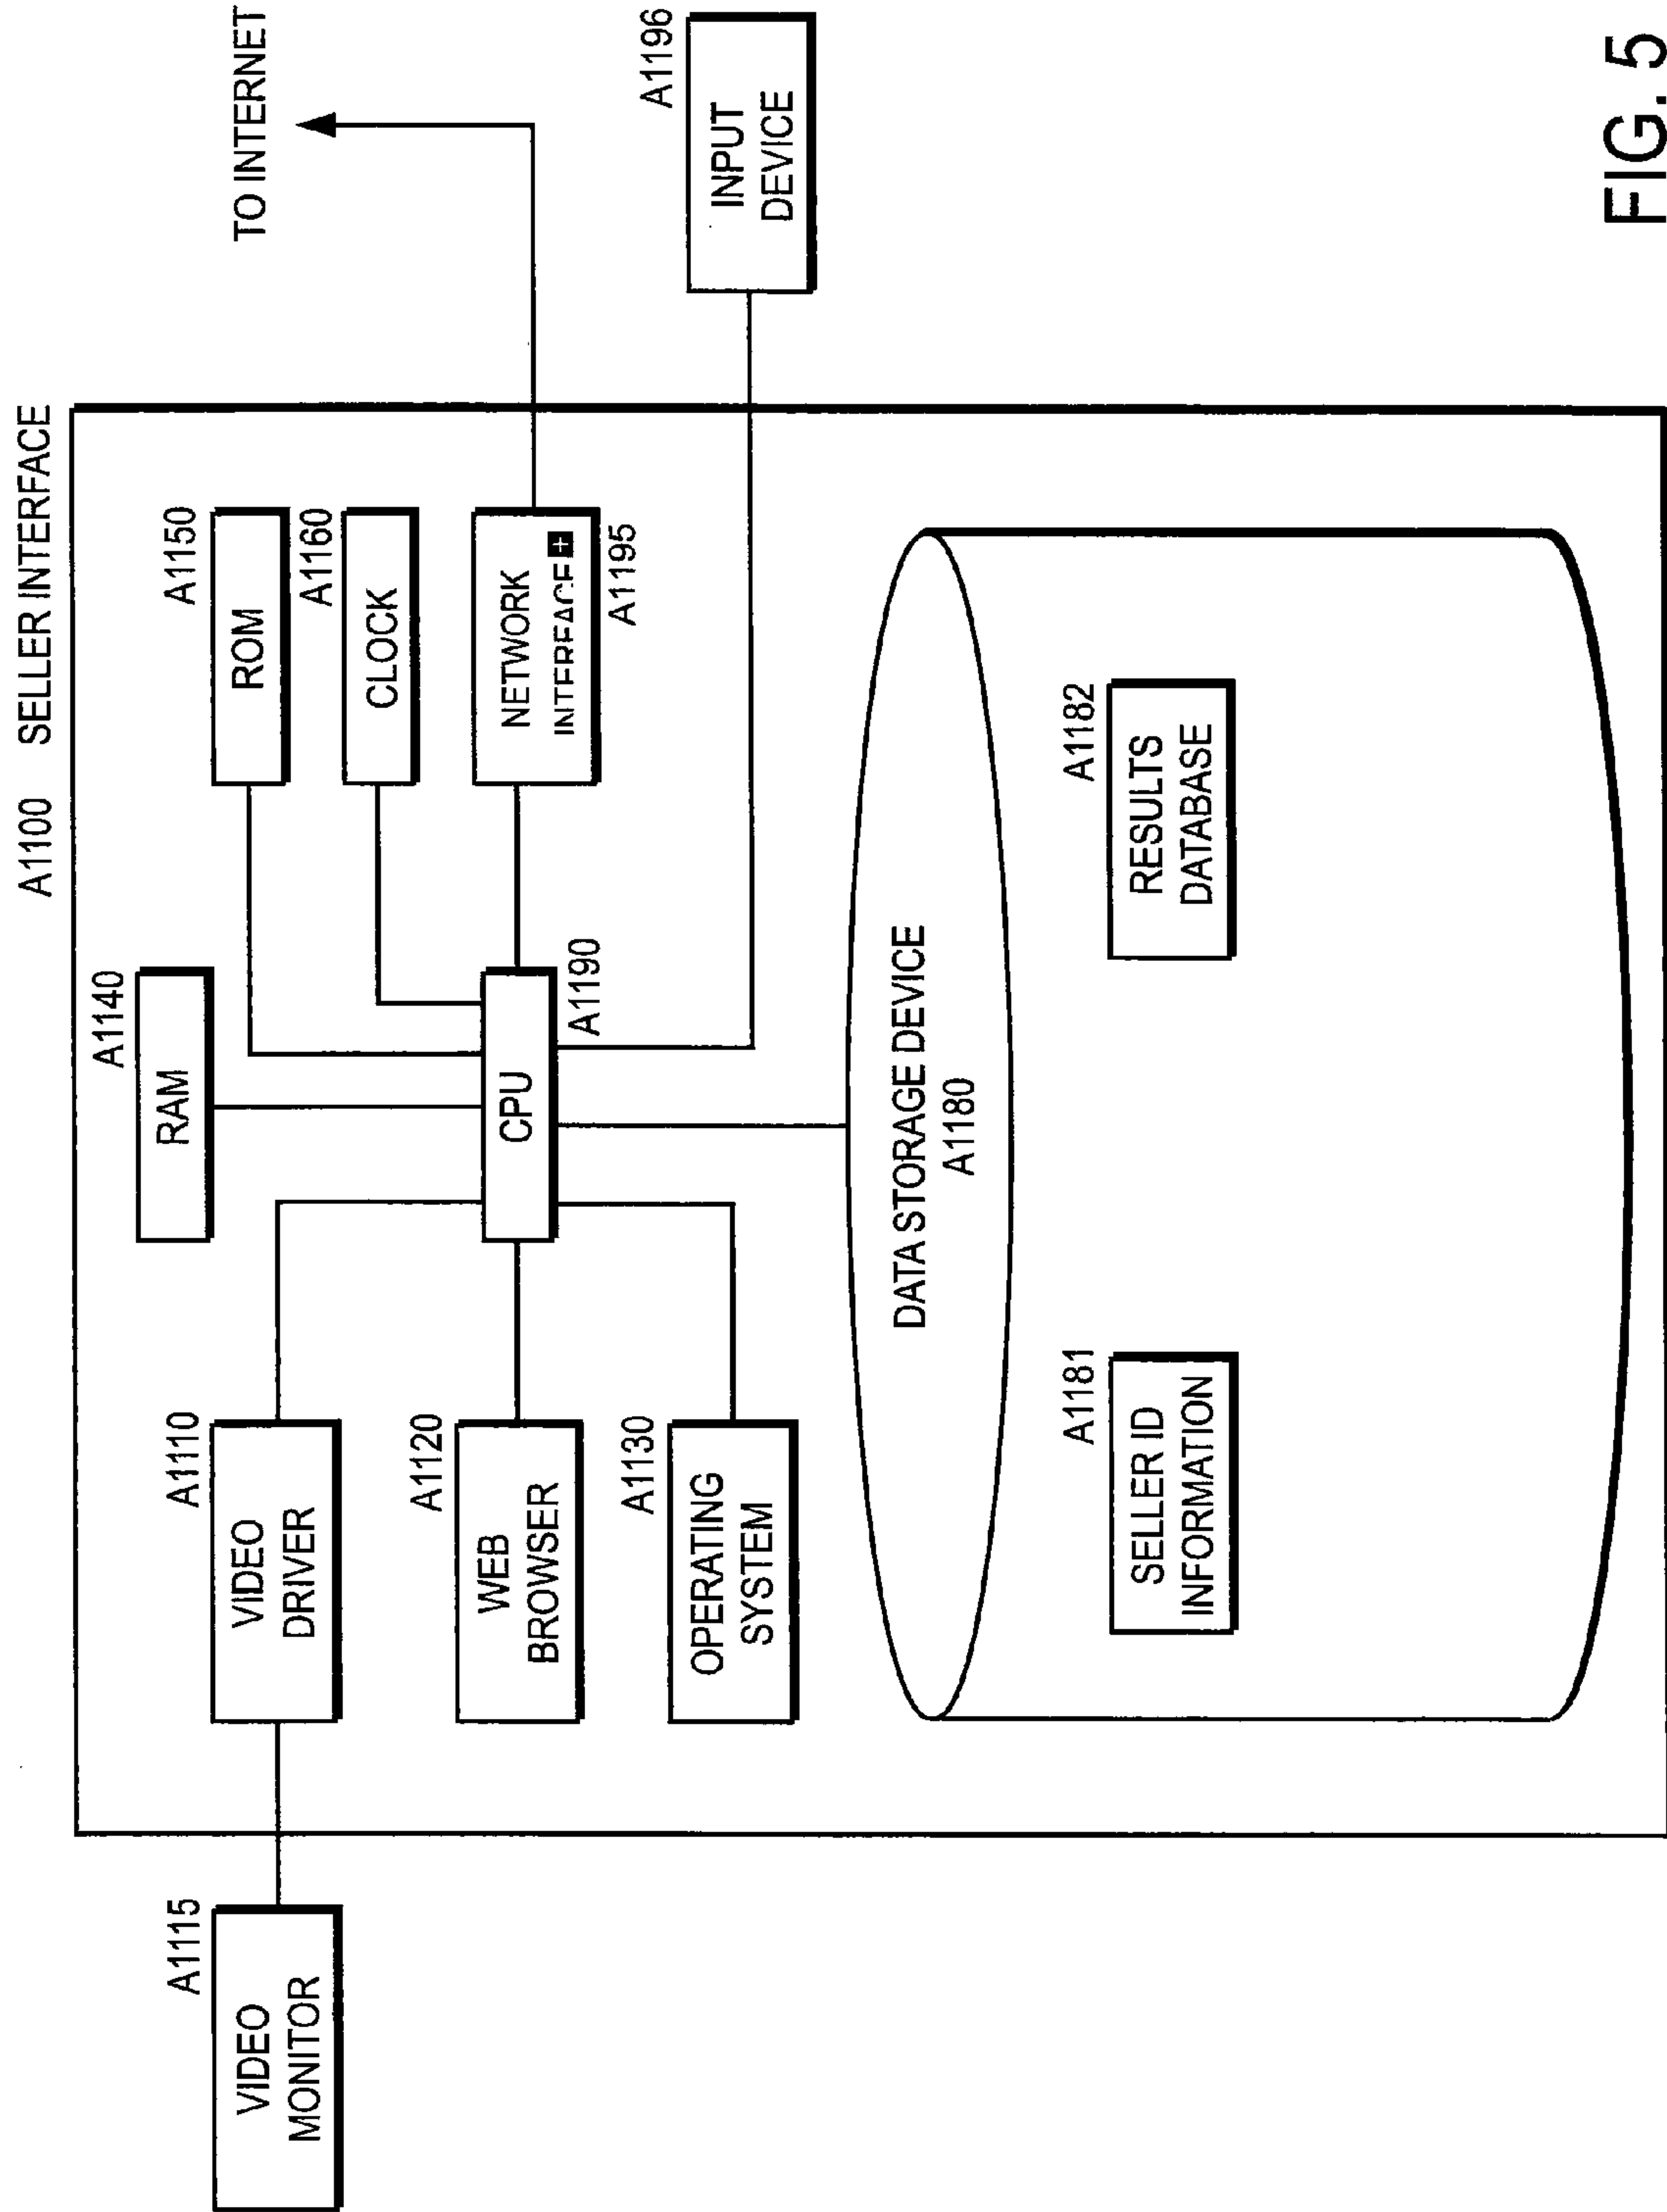 A1100 SELLER INTERFACE
TO INTERNET
A1115
VIDEO
MONITOR
A1110
VIDEO
DRIVER
A1120
WEB
BROWSER
A1130
OPERATING
SYSTEM
A1140
RAM
CPU
A1190
A1150
ROM
A1160
CLOCK
NETWORK
INTERFACE
A1195
A1196
INPUT
DEVICE
DATA STORAGE DEVICE
A1180
A1181
SELLER ID
INFORMATION
A1182
RESULTS
DATABASE
FIG. 5